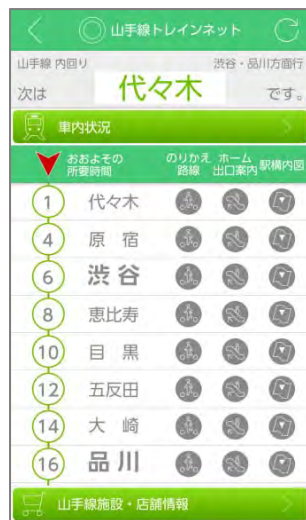 山手線トレインネット
山手線 内回り 渋谷・品川方面行
次は 代々木 です。
車内状況
おおよその所要時間 のりかえ路線 ホーム出口案内 駅構内図
1 代々木
4 原宿
6 渋谷
8 恵比寿
10 目黒
12 五反田
14 大崎
16 品川
山手線施設・店舗情報